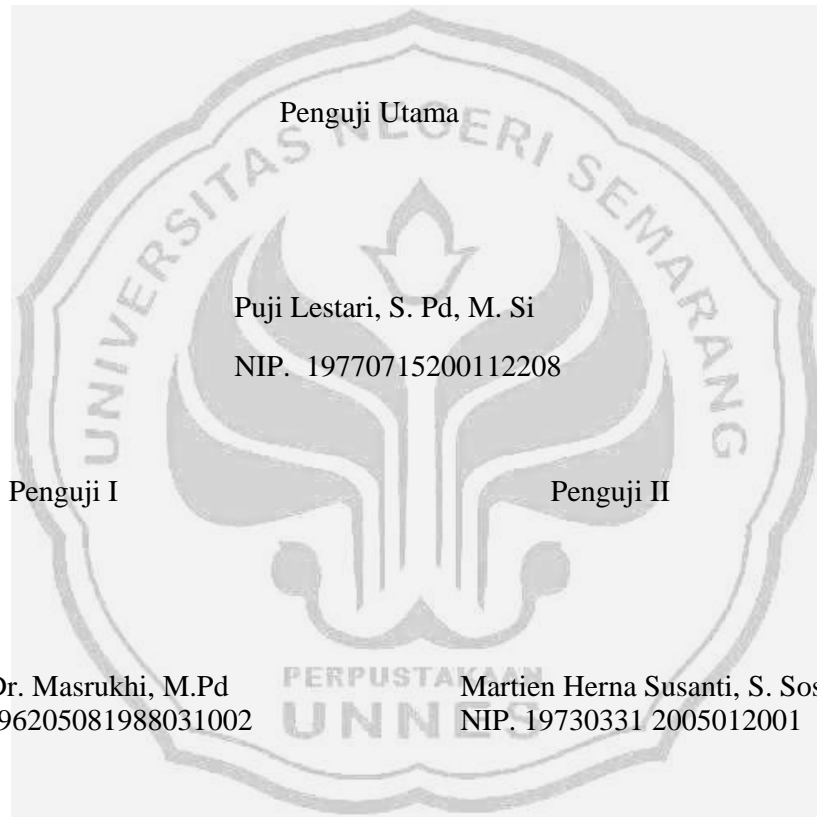 Penguji Utama
UNIVERSITAS NEGERI SEMARANG
Puji Lestari, S. Pd, M. Si
NIP. 19770715200112208
Penguji I Penguji II
PERPUSTAKAAN
UNNES
Dr. Masrukhi, M.Pd Martien Herna Susanti, S. Sos
196205081988031002 NIP. 19730331 2005012001